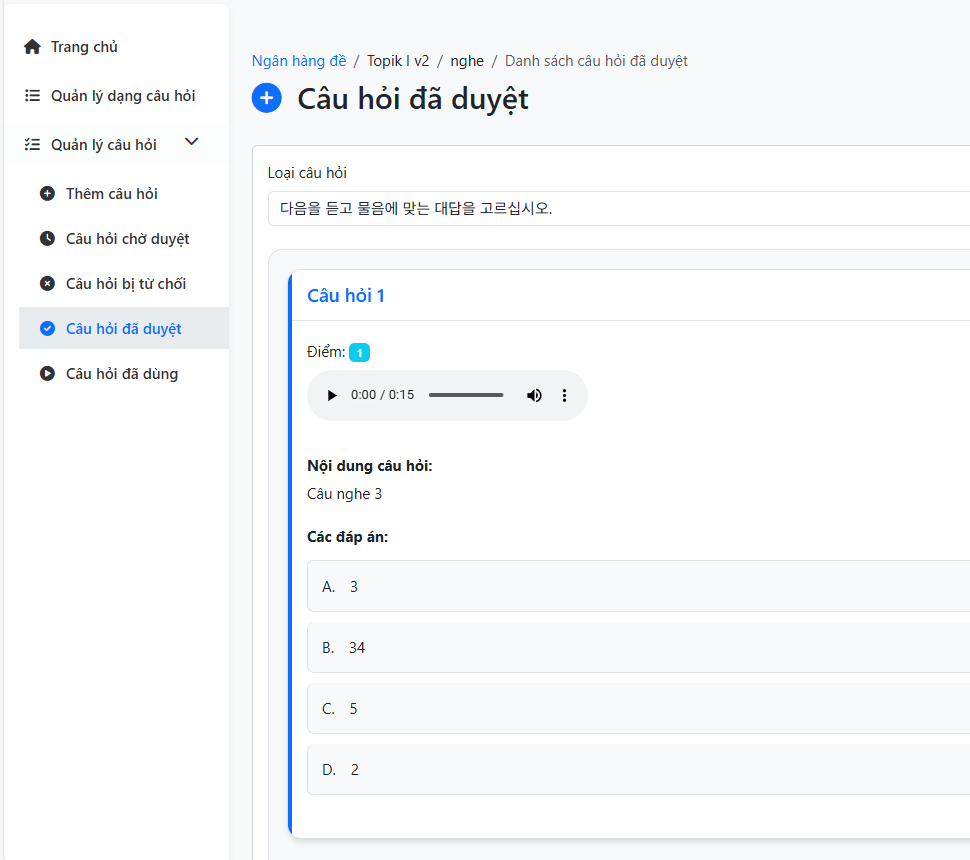 Trang chủ
Quản lý dạng câu hỏi
Quản lý câu hỏi
Thêm câu hỏi
Câu hỏi chờ duyệt
Câu hỏi bị từ chối
Câu hỏi đã duyệt
Câu hỏi đã dùng
Ngân hàng đề / Topik I v2 / nghe / Danh sách câu hỏi đã duyệt
Câu hỏi đã duyệt
Loại câu hỏi
다음을 듣고 물음에 맞는 대답을 고르십시오.
Câu hỏi 1
Điểm: 1
0:00 / 0:15
Nội dung câu hỏi:
Câu nghe 3
Các đáp án:
A. 3
B. 34
C. 5
D. 2